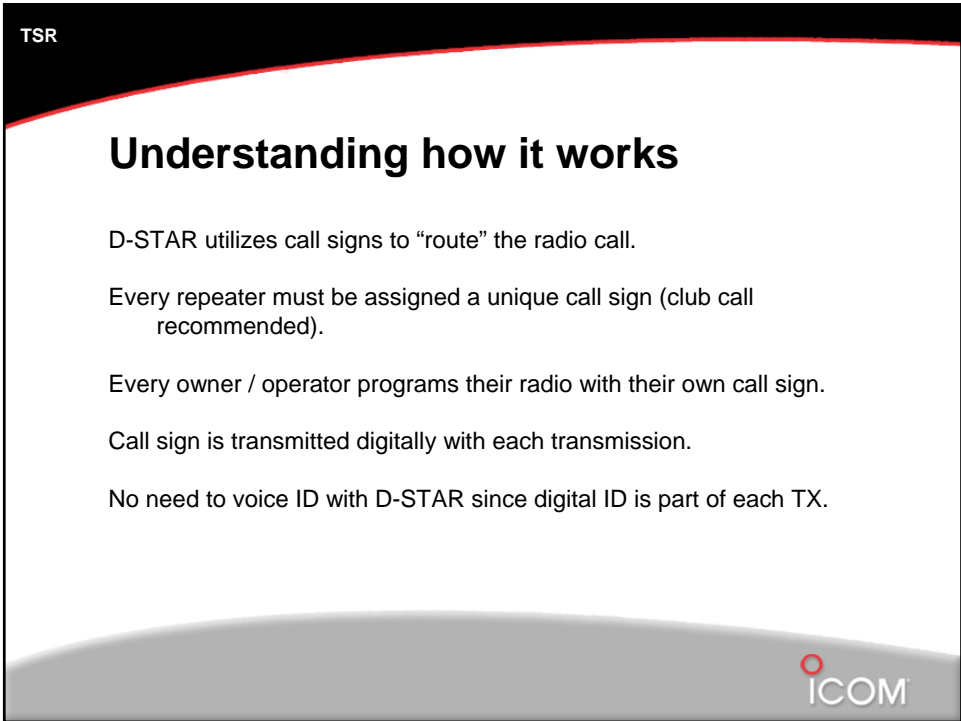 TSR
Understanding how it works
D-STAR utilizes call signs to “route” the radio call.
Every repeater must be assigned a unique call sign (club call
recommended).
Every owner / operator programs their radio with their own call sign.
Call sign is transmitted digitally with each transmission.
No need to voice ID with D-STAR since digital ID is part of each TX.
ICOM